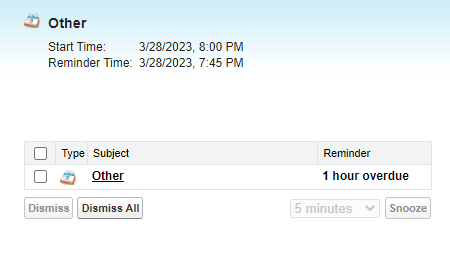 Other
Start Time: 3/28/2023, 8:00 PM
Reminder Time: 3/28/2023, 7:45 PM
Type Subject Reminder
Other 1 hour overdue
Dismiss Dismiss All 5 minutes Snooze